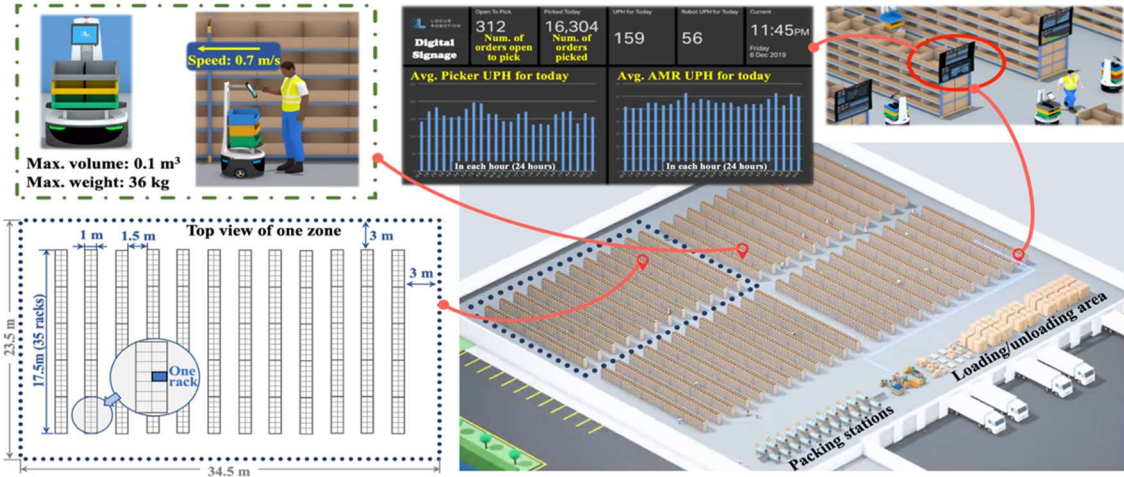 Speed: 0.7 m/s
Max. volume: 0.1 m³
Max. weight: 36 kg
LOCUS
ROBOTICS
Digital
Signage
Open To Pick
312
Num. of
orders open
to pick
Picked Today
16,304
Num. of
orders
picked
UPH for Today
159
Robot UPH for Today
56
Current
11:45PM
Friday
6 Dec 2019
Avg. Picker UPH for today
In each hour (24 hours)
Avg. AMR UPH for today
In each hour (24 hours)
Top view of one zone
1 m
1.5 m
3 m
3 m
17.5m (35 racks)
23.5 m
One
rack
34.5 m
Loading/unloading area
Packing stations